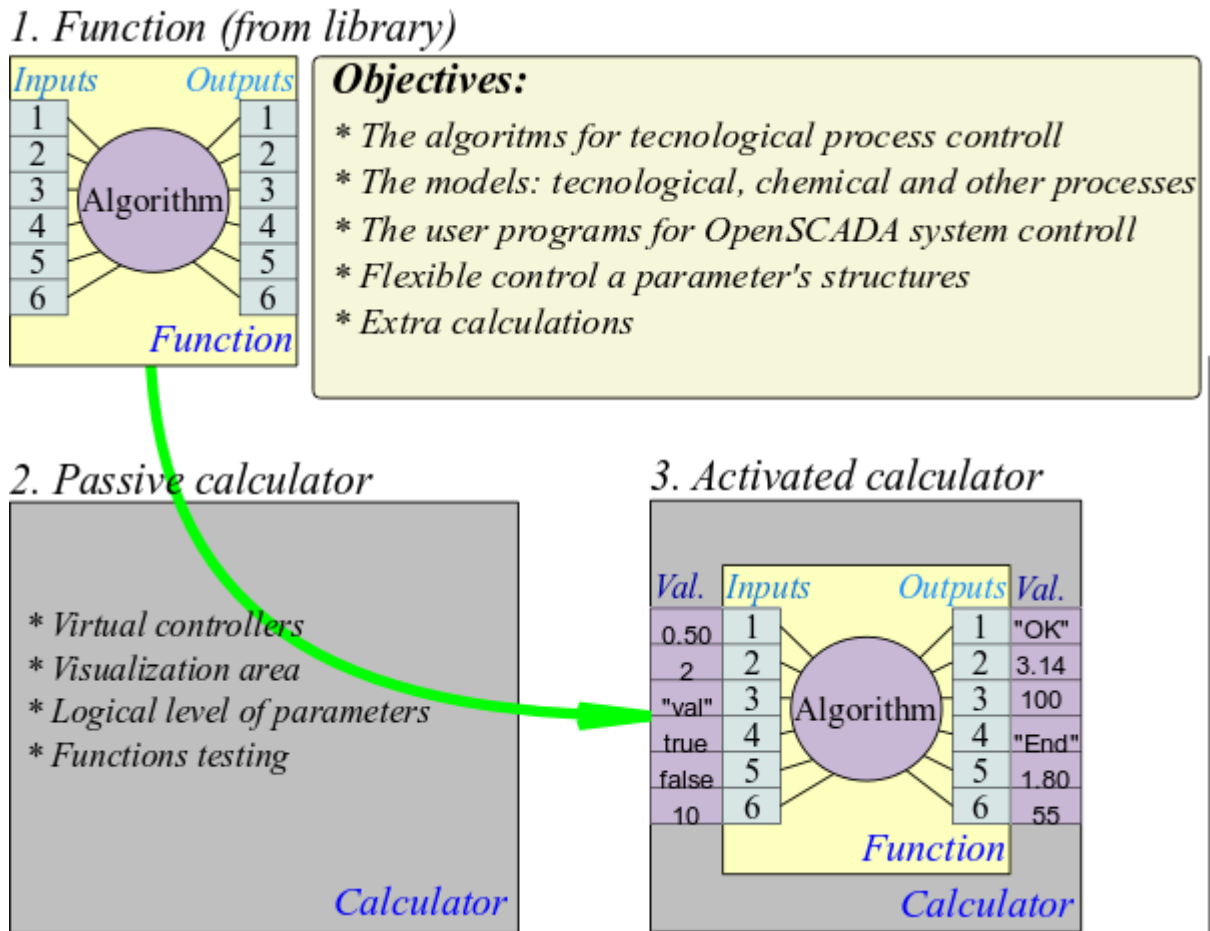 1. Function (from library)
Inputs Outputs
1 1
2 2
3 3
Algorithm
4 4
5 5
6 6
Function
Objectives:
* The algoritms for tecnological process controll
* The models: tecnological, chemical and other processes
* The user programs for OpenSCADA system controll
* Flexible control a parameter's structures
* Extra calculations
2. Passive calculator
* Virtual controllers
* Visualization area
* Logical level of parameters
* Functions testing
Calculator
3. Activated calculator
Val. Inputs Outputs Val.
0.50 1 1 "OK"
2 2 2 3.14
"val" 3 3 100
Algorithm
true 4 4 "End"
false 5 5 1.80
10 6 6 55
Function
Calculator